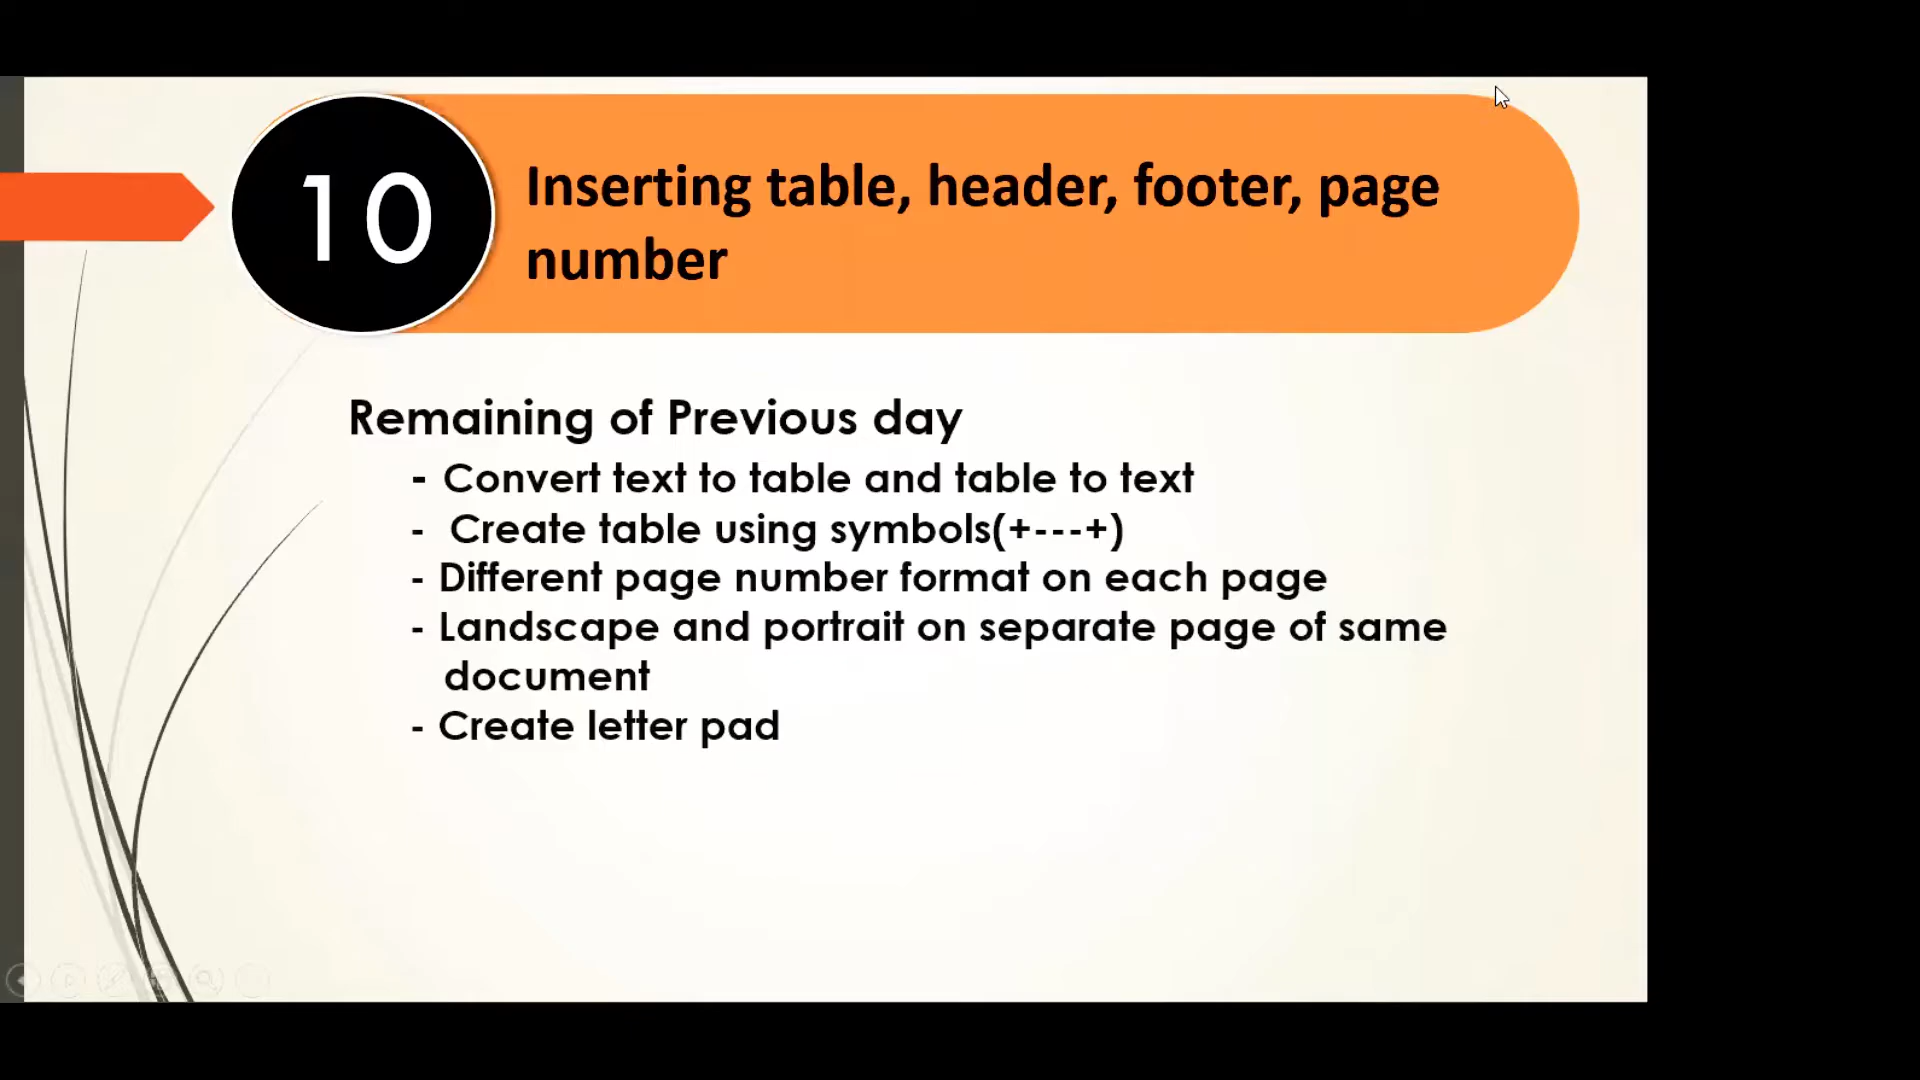 10
Inserting table, header, footer, page
number
Remaining of Previous day
- Convert text to table and table to text
- Create table using symbols(+---+)
- Different page number format on each page
- Landscape and portrait on separate page of same
document
- Create letter pad